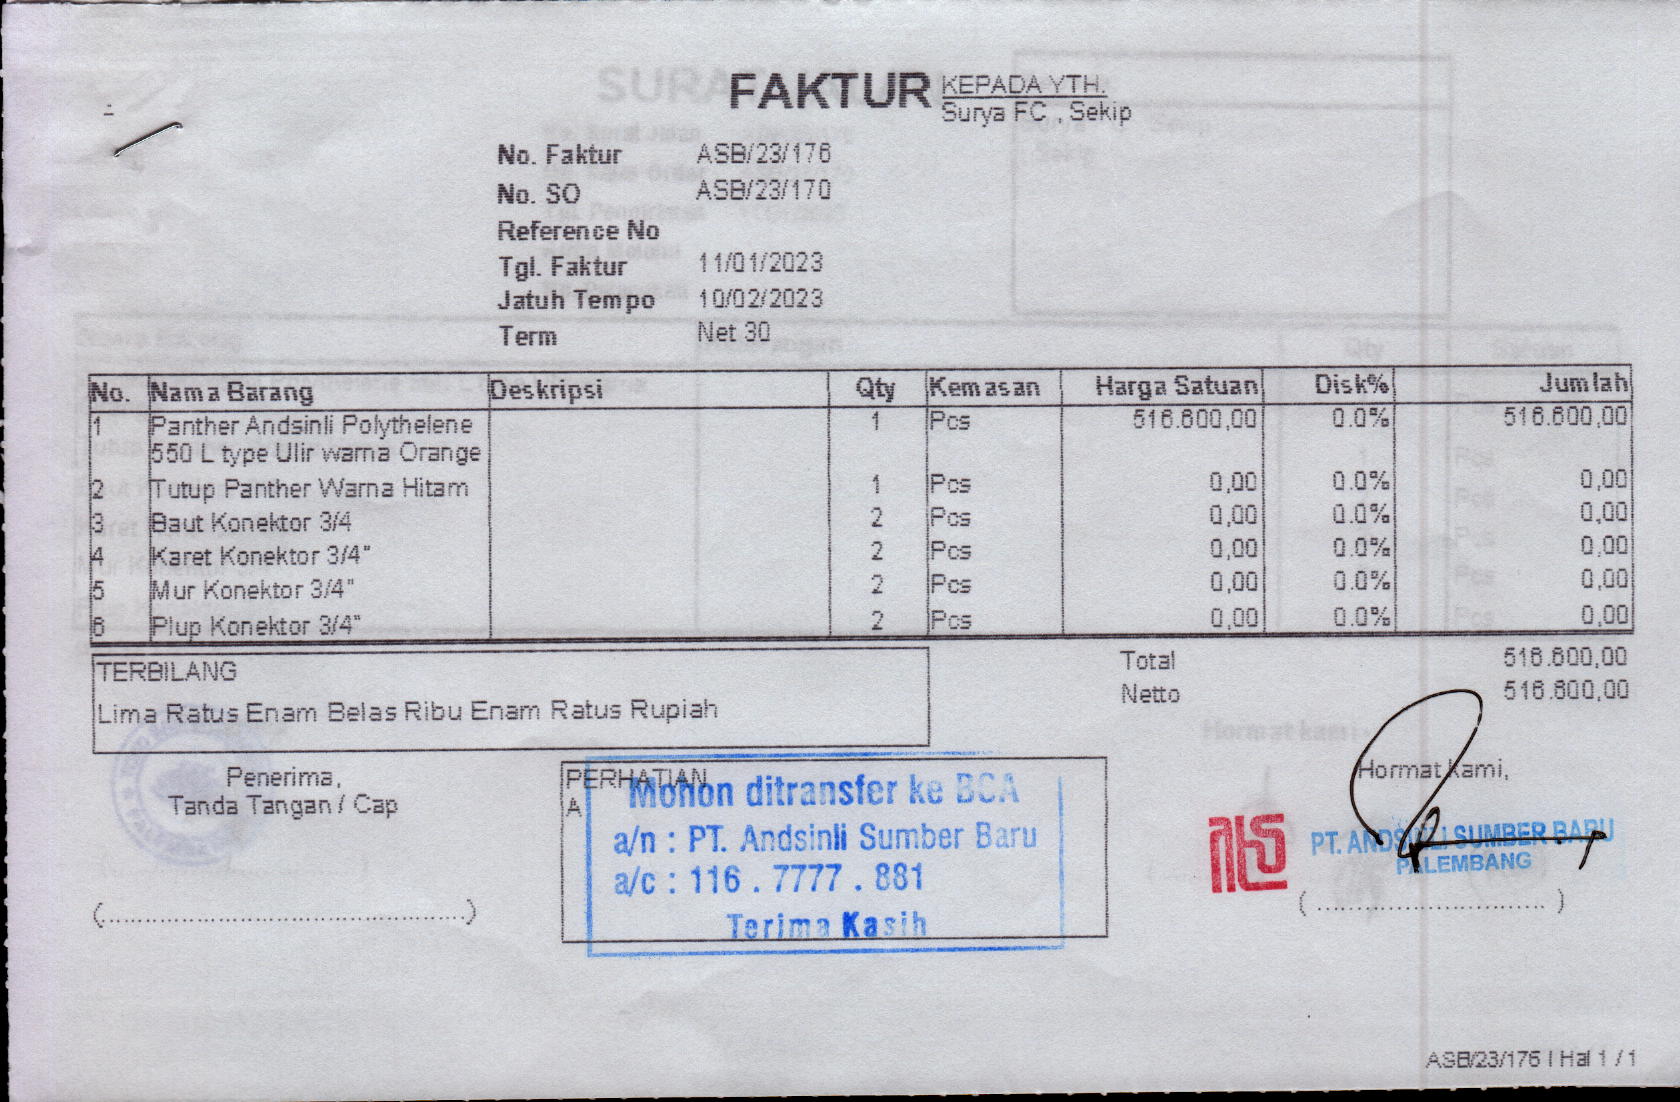 FAKTUR
KEPADA YTH.
Surya FC , Sekip
No. Faktur ASB/23/176
No. SO ASB/23/170
Reference No
Tgl. Faktur 11/01/2023
Jatuh Tempo 10/02/2023
Term Net 30
No. Nama Barang Deskripsi Qty Kemasan Harga Satuan Disk% Jumlah
1 Panther Andsinli Polythelene 1 Pcs 516.600,00 0.0% 516.600,00
550 L type Ulir warna Orange
2 Tutup Panther Warna Hitam 1 Pcs 0,00 0.0% 0,00
3 Baut Konektor 3/4 2 Pcs 0,00 0.0% 0,00
4 Karet Konektor 3/4" 2 Pcs 0,00 0.0% 0,00
5 Mur Konektor 3/4" 2 Pcs 0,00 0.0% 0,00
6 Plup Konektor 3/4" 2 Pcs 0,00 0.0% 0,00
Total 516.600,00
Netto 516.600,00
TERBILANG
Lima Ratus Enam Belas Ribu Enam Ratus Rupiah
Penerima,
Tanda Tangan / Cap
(............................................)
PERHATIAN
A
Mohon ditransfer ke BCA
a/n : PT. Andsinli Sumber Baru
a/c : 116 . 7777 . 881
Terima Kasih
Hormat Kami,
PT. ANDSINLI SUMBER BARU
PALEMBANG
( ............................ )
ASB/23/176 | Hal 1 / 1